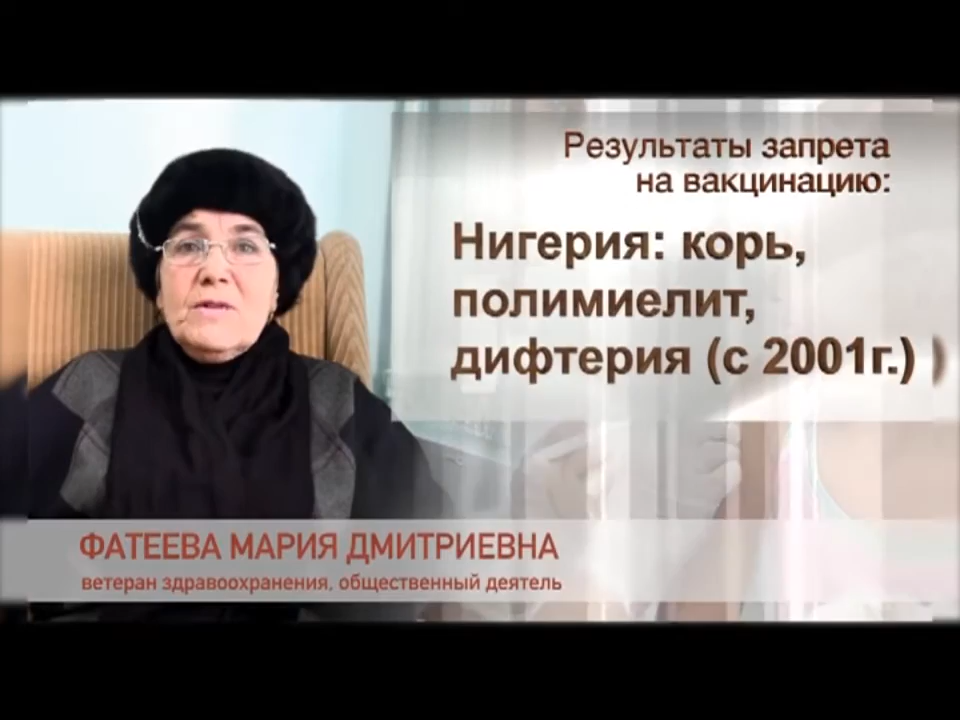 Результаты запрета
на вакцинацию:
Нигерия: корь,
полимиелит,
дифтерия (с 2001г.) )
ФАТЕЕВА МАРИЯ ДМИТРИЕВНА
ветеран здравоохранения, общественный деятель